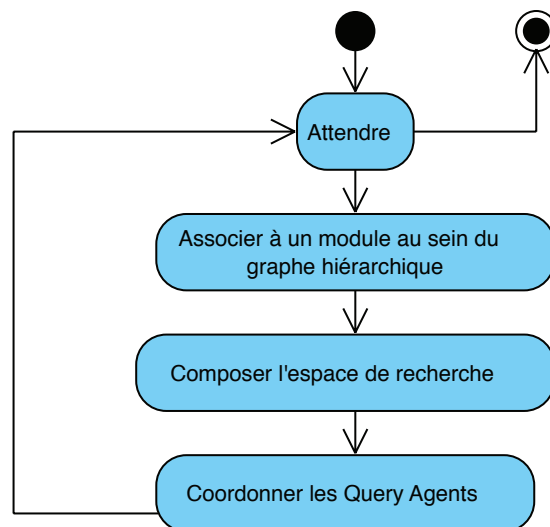 Attendre
Associer à un module au sein du
graphe hiérarchique
Composer l'espace de recherche
Coordonner les Query Agents